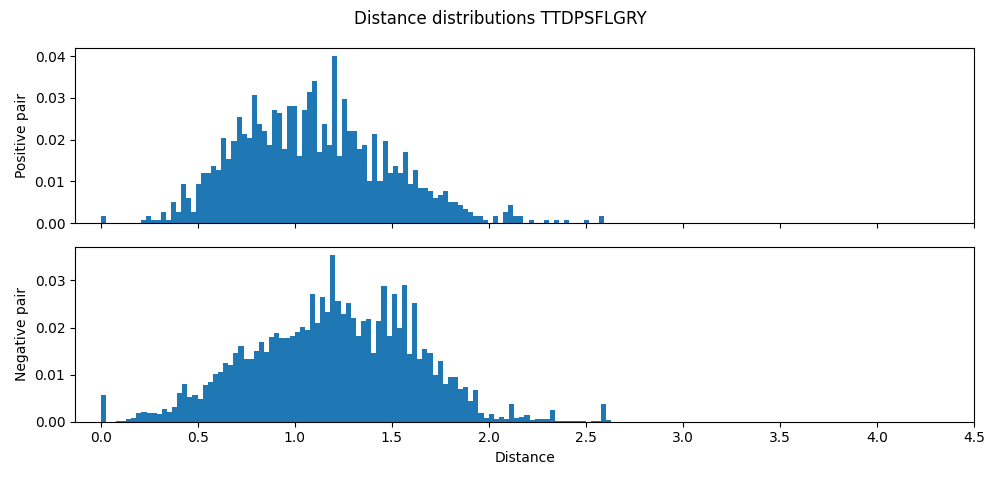 Distance distributions TTDPSFLGRY
0.04
0.03
0.02
0.01
0.00
Positive pair
0.03
0.02
0.01
0.00
Negative pair
0.0 0.5 1.0 1.5 2.0 2.5 3.0 3.5 4.0 4.5
Distance